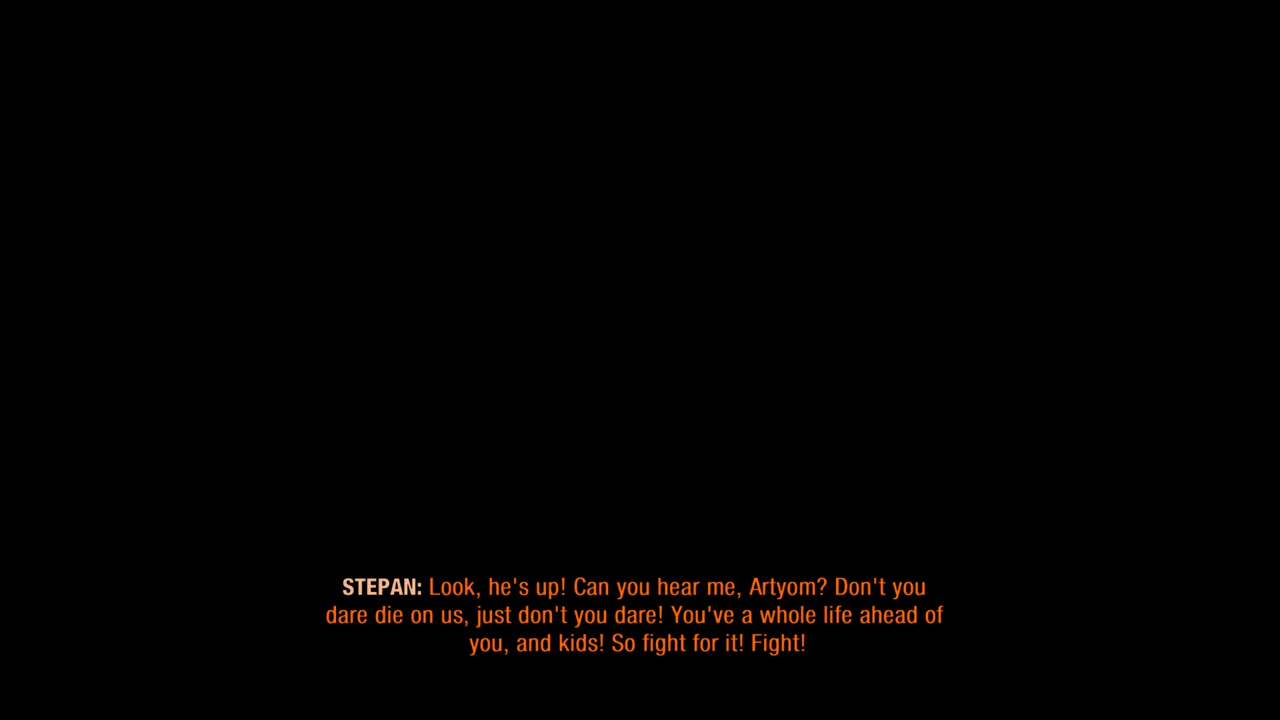 STEPAN: Look, he's up! Can you hear me, Artyom? Don't you
dare die on us, just don't you dare! You've a whole life ahead of
you, and kids! So fight for it! Fight!